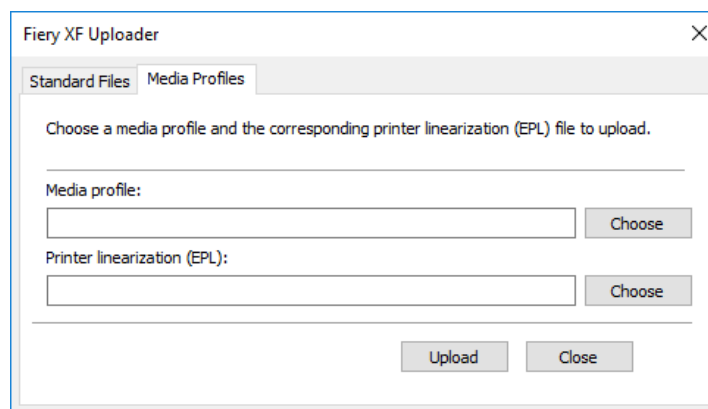 Fiery XF Uploader
Standard Files
Media Profiles
Choose a media profile and the corresponding printer linearization (EPL) file to upload.
Media profile:
Choose
Printer linearization (EPL):
Choose
Upload
Close